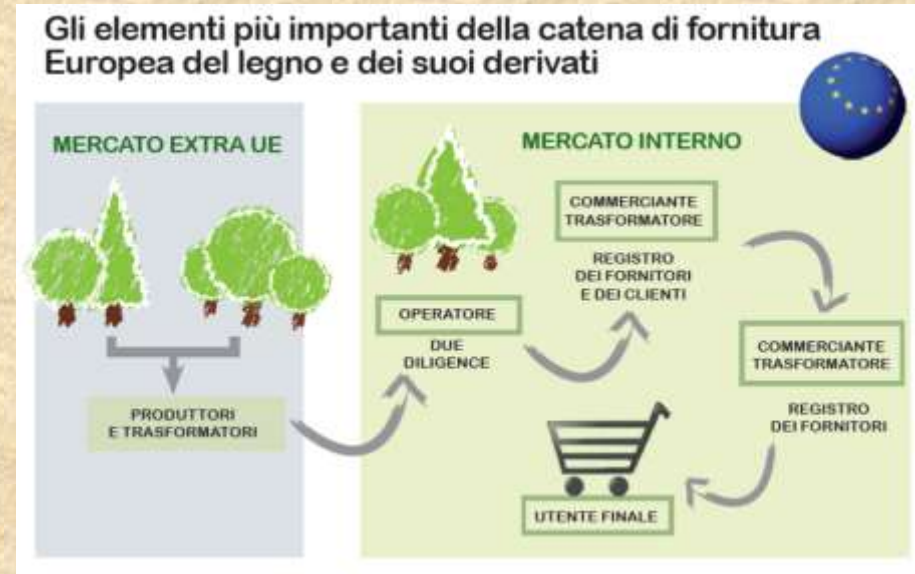 Gli elementi più importanti della catena di fornitura
Europea del legno e dei suoi derivati
MERCATO EXTRA UE
PRODUTTORI
E TRASFORMATORI
MERCATO INTERNO
OPERATORE
DUE
DILIGENCE
COMMERCIANTE
TRASFORMATORE
REGISTRO
DEI FORNITORI
E DEI CLIENTI
COMMERCIANTE
TRASFORMATORE
REGISTRO
DEI FORNITORI
UTENTE FINALE